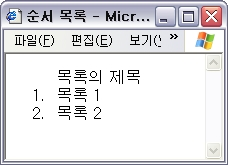 순서 목록 - Micr...
파일(F) 편집(E) 보기(V »
목록의 제목
1. 목록 1
2. 목록 2